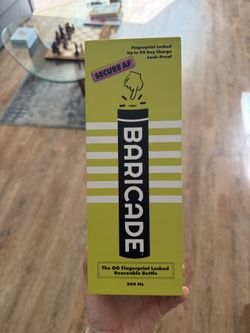 Fingerprint Locked
Up to 90 Day Charge
Leak-Proof
SECURE AF
BARICADE
The OG Fingerprint Locked
Reuseable Bottle
500 ML